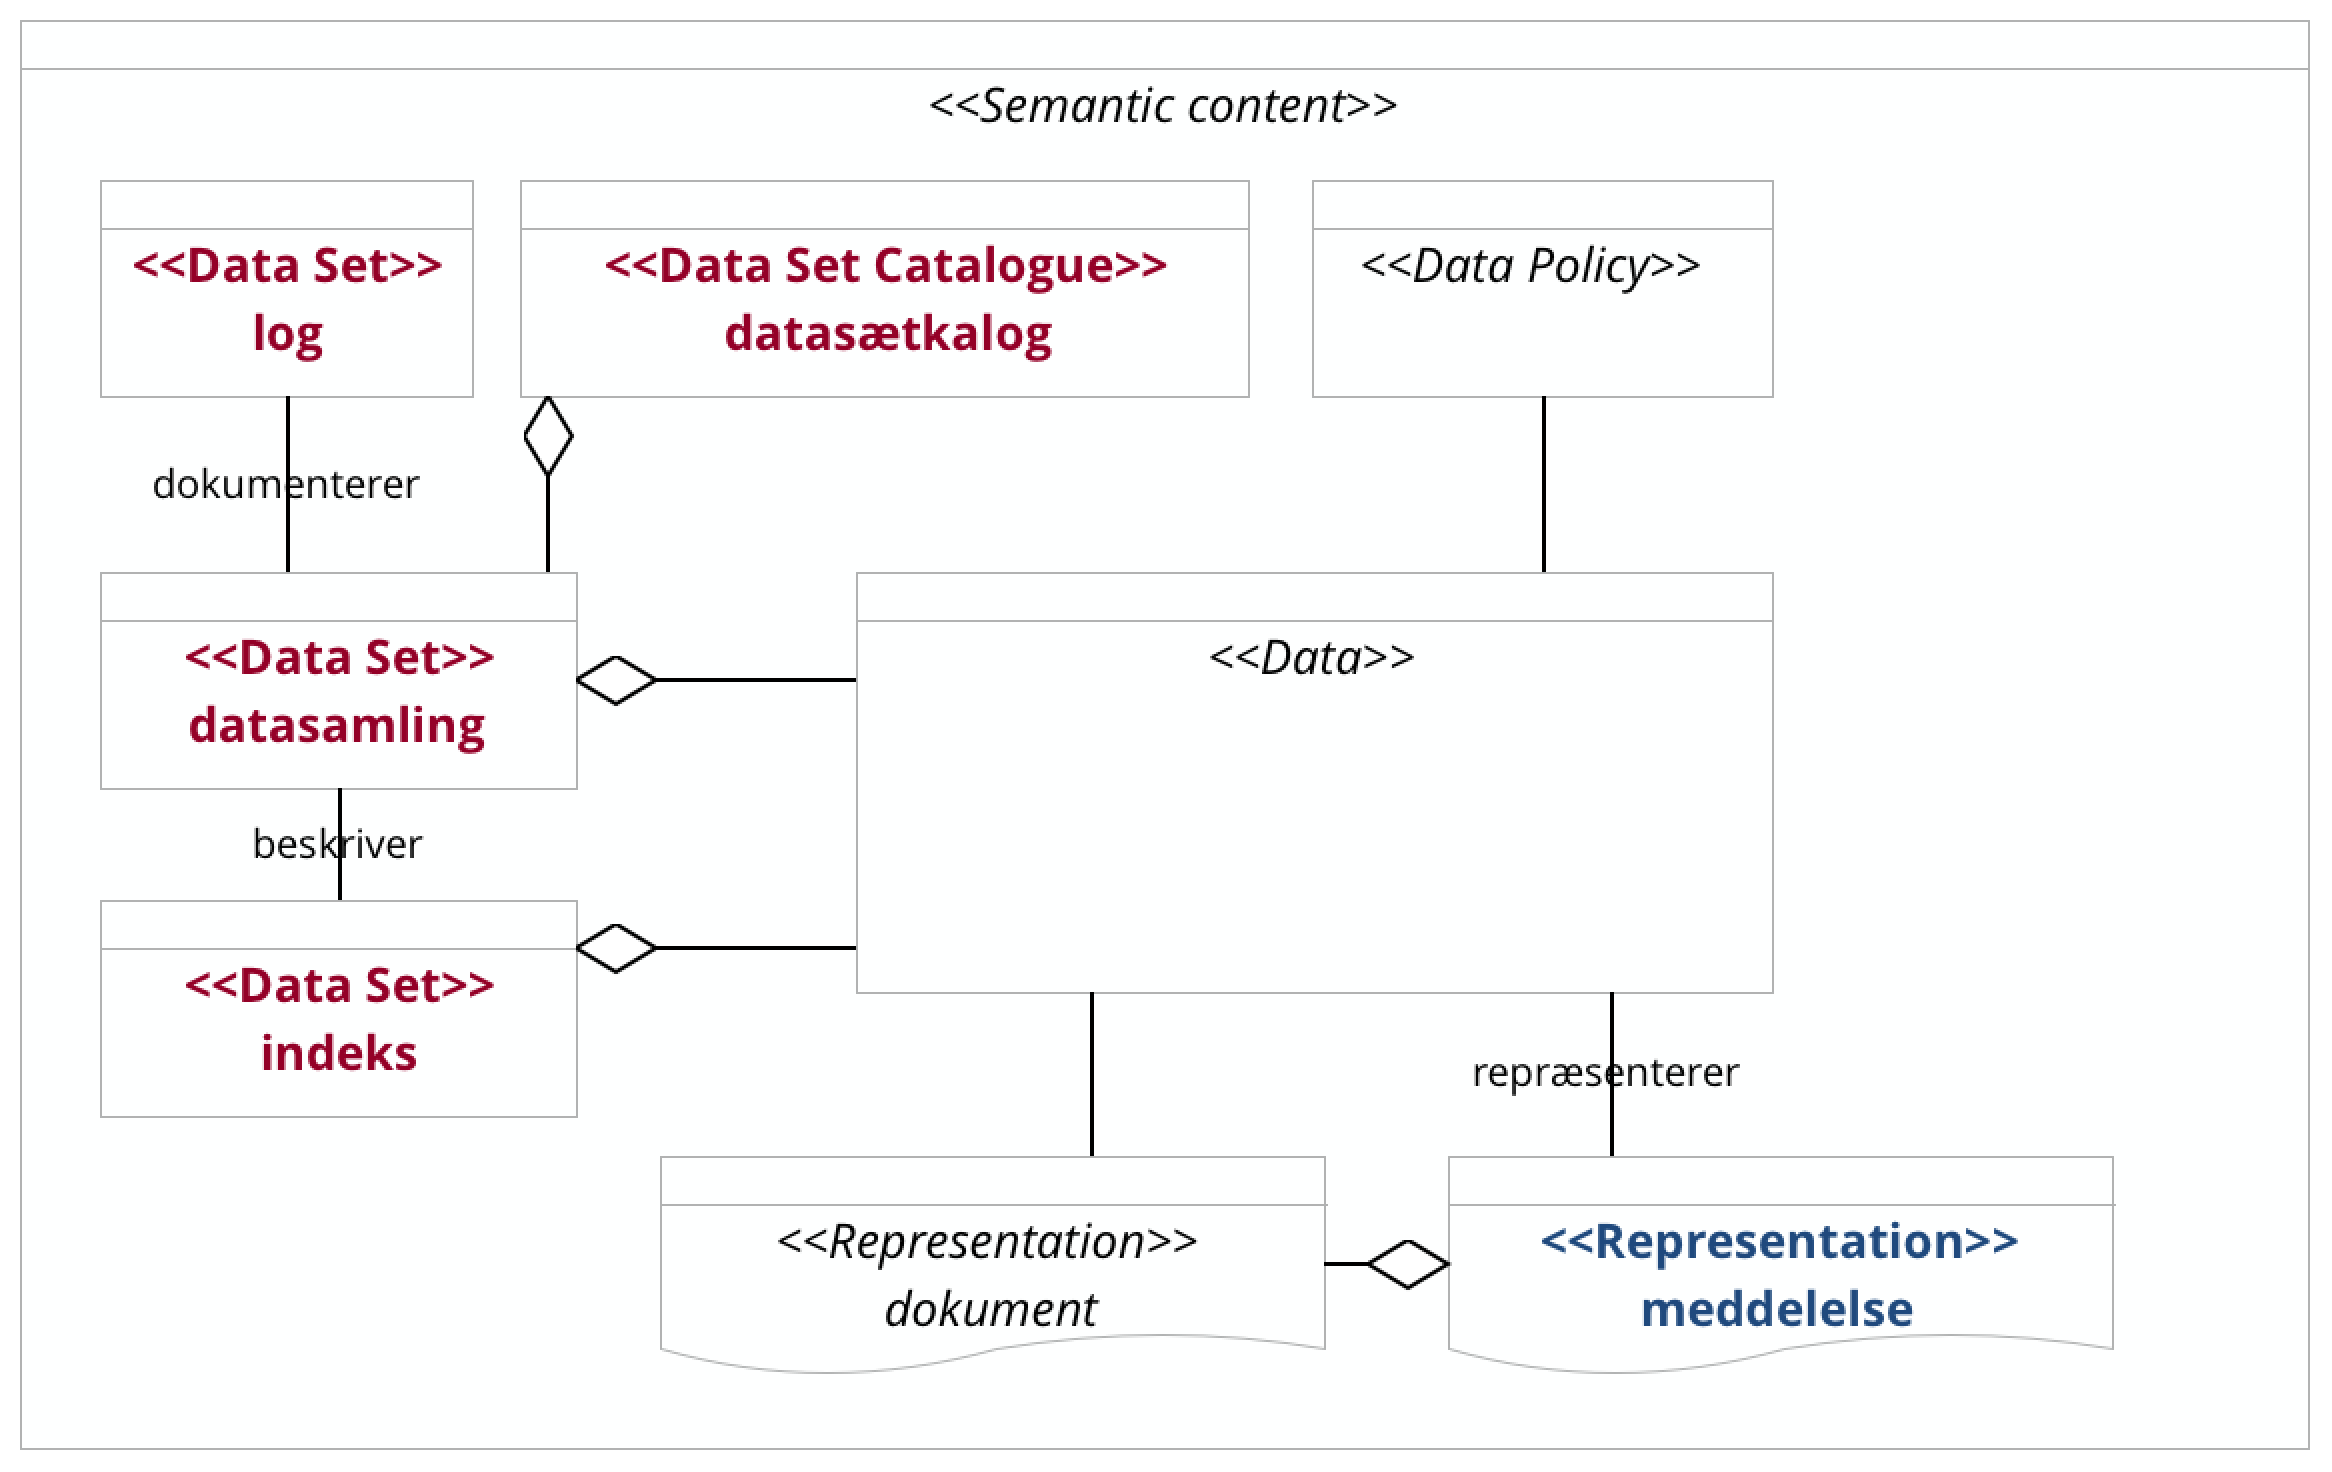 <<Semantic content>>
<<Data Set>>
log
<<Data Set Catalogue>>
datasætkalog
<<Data Policy>>
dokumenterer
<<Data Set>>
datasamling
<<Data>>
beskriver
<<Data Set>>
indeks
repræsenterer
<<Representation>>
dokument
<<Representation>>
meddelelse